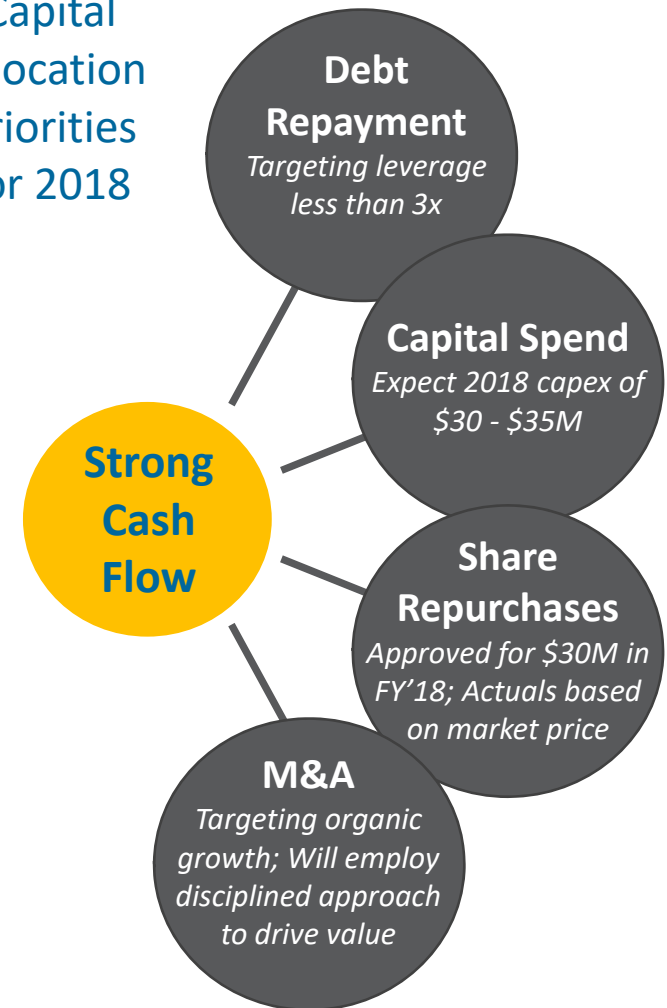 Capital
location
riorities
or 2018
Debt
Repayment
Targeting leverage
less than 3x
Capital Spend
Expect 2018 capex of
$30 - $35M
Strong
Cash
Flow
Share
Repurchases
Approved for $30M in
FY'18; Actuals based
on market price
M&A
Targeting organic
growth; Will employ
disciplined approach
to drive value